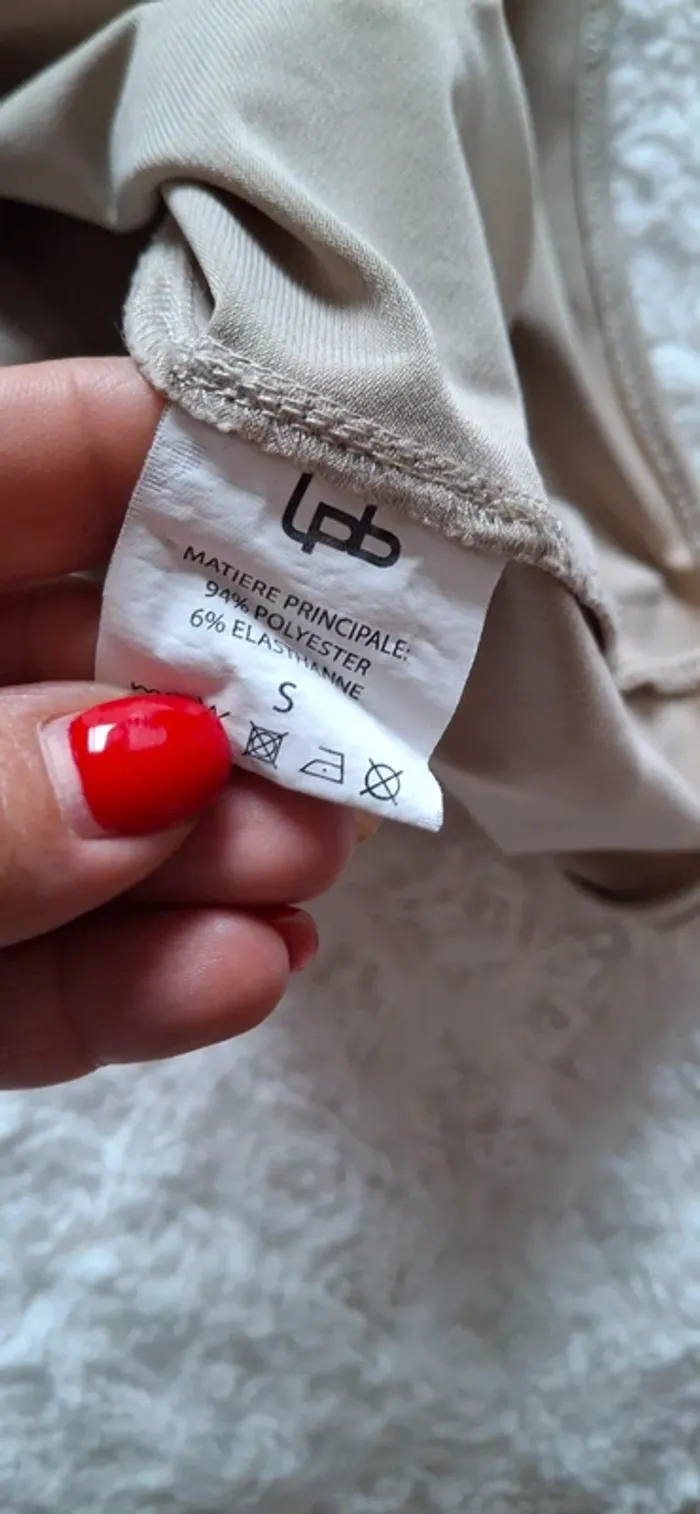 lpb
MATIERE PRINCIPALE:
94% POLYESTER
6% ELASTHANNE
S